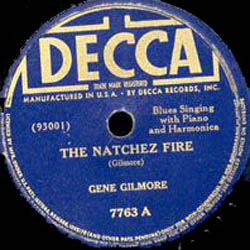 DECCA
TRADE MARK REGISTERED
MANUFACTURED IN U.S.A. BY DECCA RECORDS, INC.
Blues Singing
with Piano
and Harmonica
(93001)
THE NATCHEZ FIRE
(Gilmore)
GENE GILMORE
7763 A